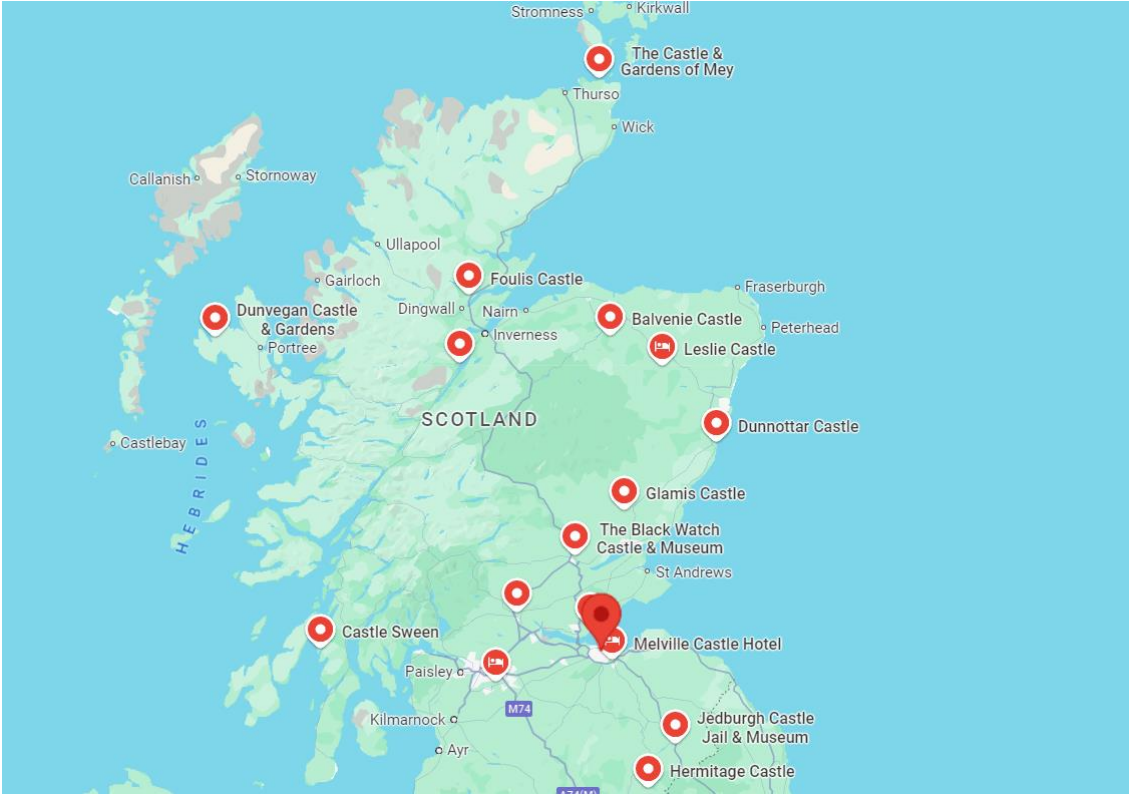 Stromness
Kirkwall
The Castle &
Gardens of Mey
Thurso
Wick
Callanish
Stornoway
Ullapool
Gairloch
Foulis Castle
Fraserburgh
Dunvegan Castle
& Gardens
Dingwall
Nairn
Balvenie Castle
Peterhead
Inverness
Portree
Leslie Castle
SCOTLAND
Dunnottar Castle
Castlebay
HEBRIDES
Glamis Castle
The Black Watch
Castle & Museum
St Andrews
Castle Sween
Melville Castle Hotel
Paisley
M74
Kilmarnock
Jedburgh Castle
Jail & Museum
Ayr
Hermitage Castle
A74(M)